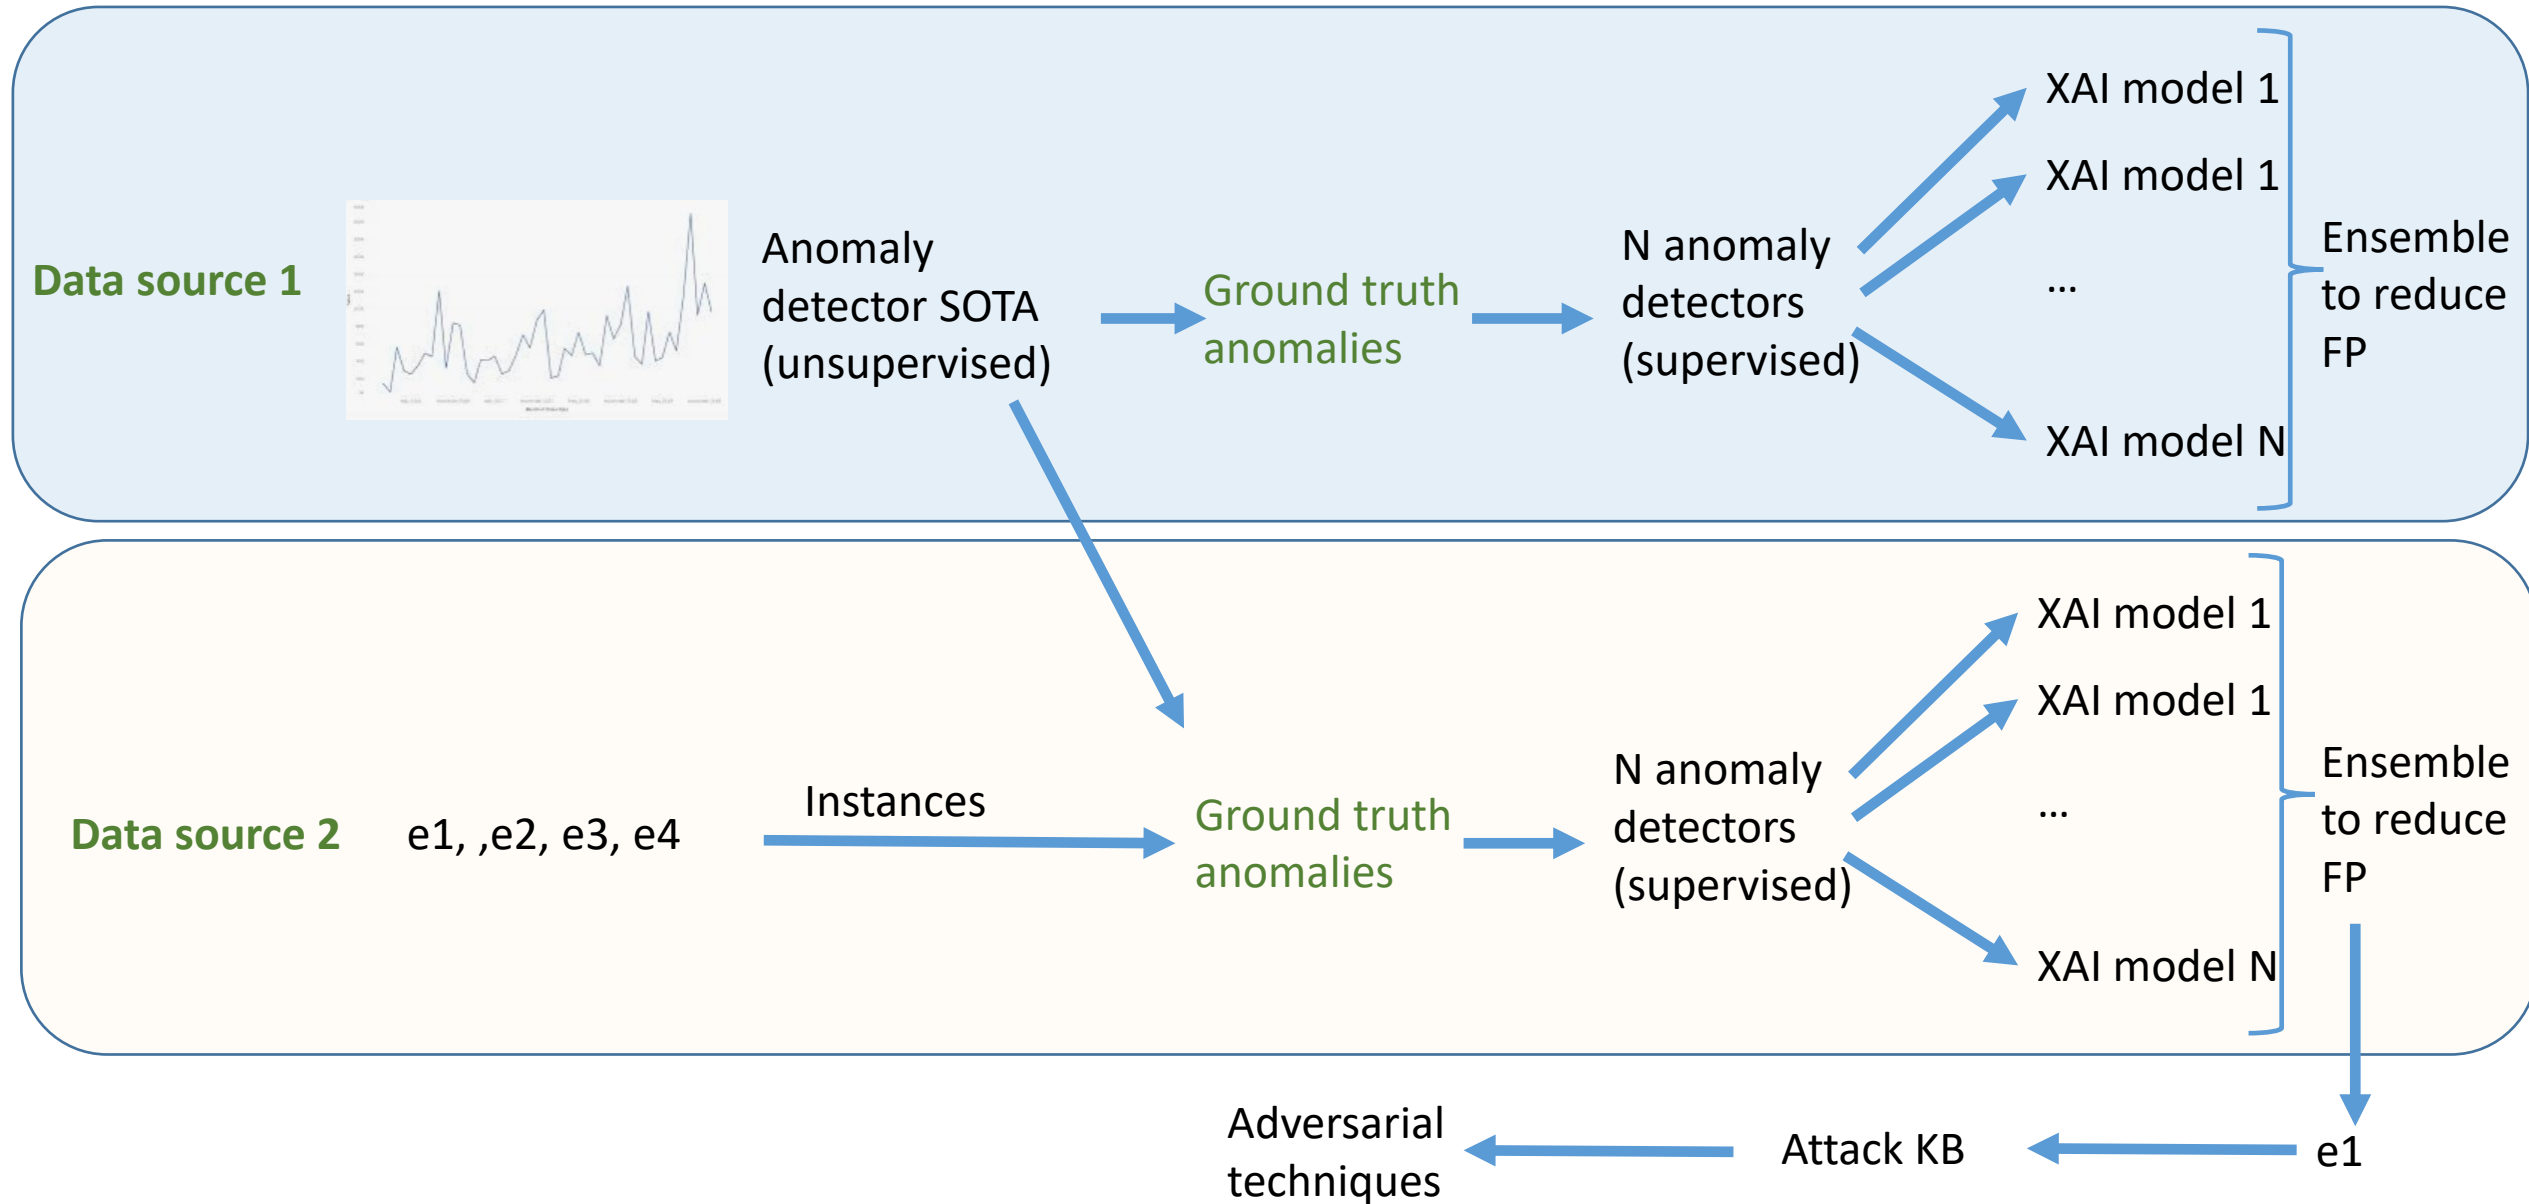 Data source 1
Anomaly
detector SOTA
(unsupervised)
Ground truth
anomalies
N anomaly
detectors
(supervised)
XAI model 1
XAI model 1
...
XAI model N
Ensemble
to reduce
FP
Data source 2
e1, ,e2, e3, e4
Instances
Ground truth
anomalies
N anomaly
detectors
(supervised)
XAI model 1
XAI model 1
...
XAI model N
Ensemble
to reduce
FP
e1
Attack KB
Adversarial
techniques